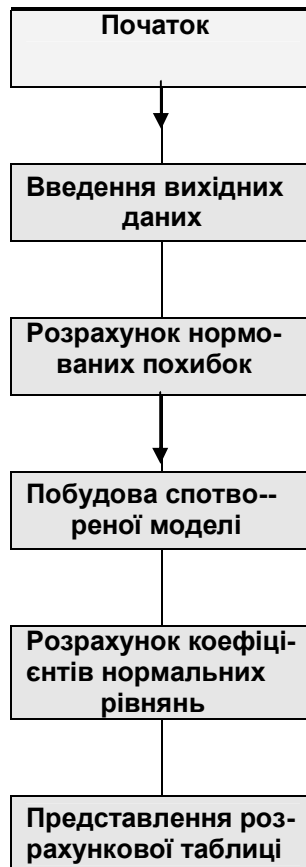 Початок
Введення вихідних
даних
Розрахунок нормо-
ваних похибок
Побудова спотво--
реної моделі
Розрахунок коефіці-
єнтів нормальних
рівнянь
Представлення роз-
рахункової таблиці